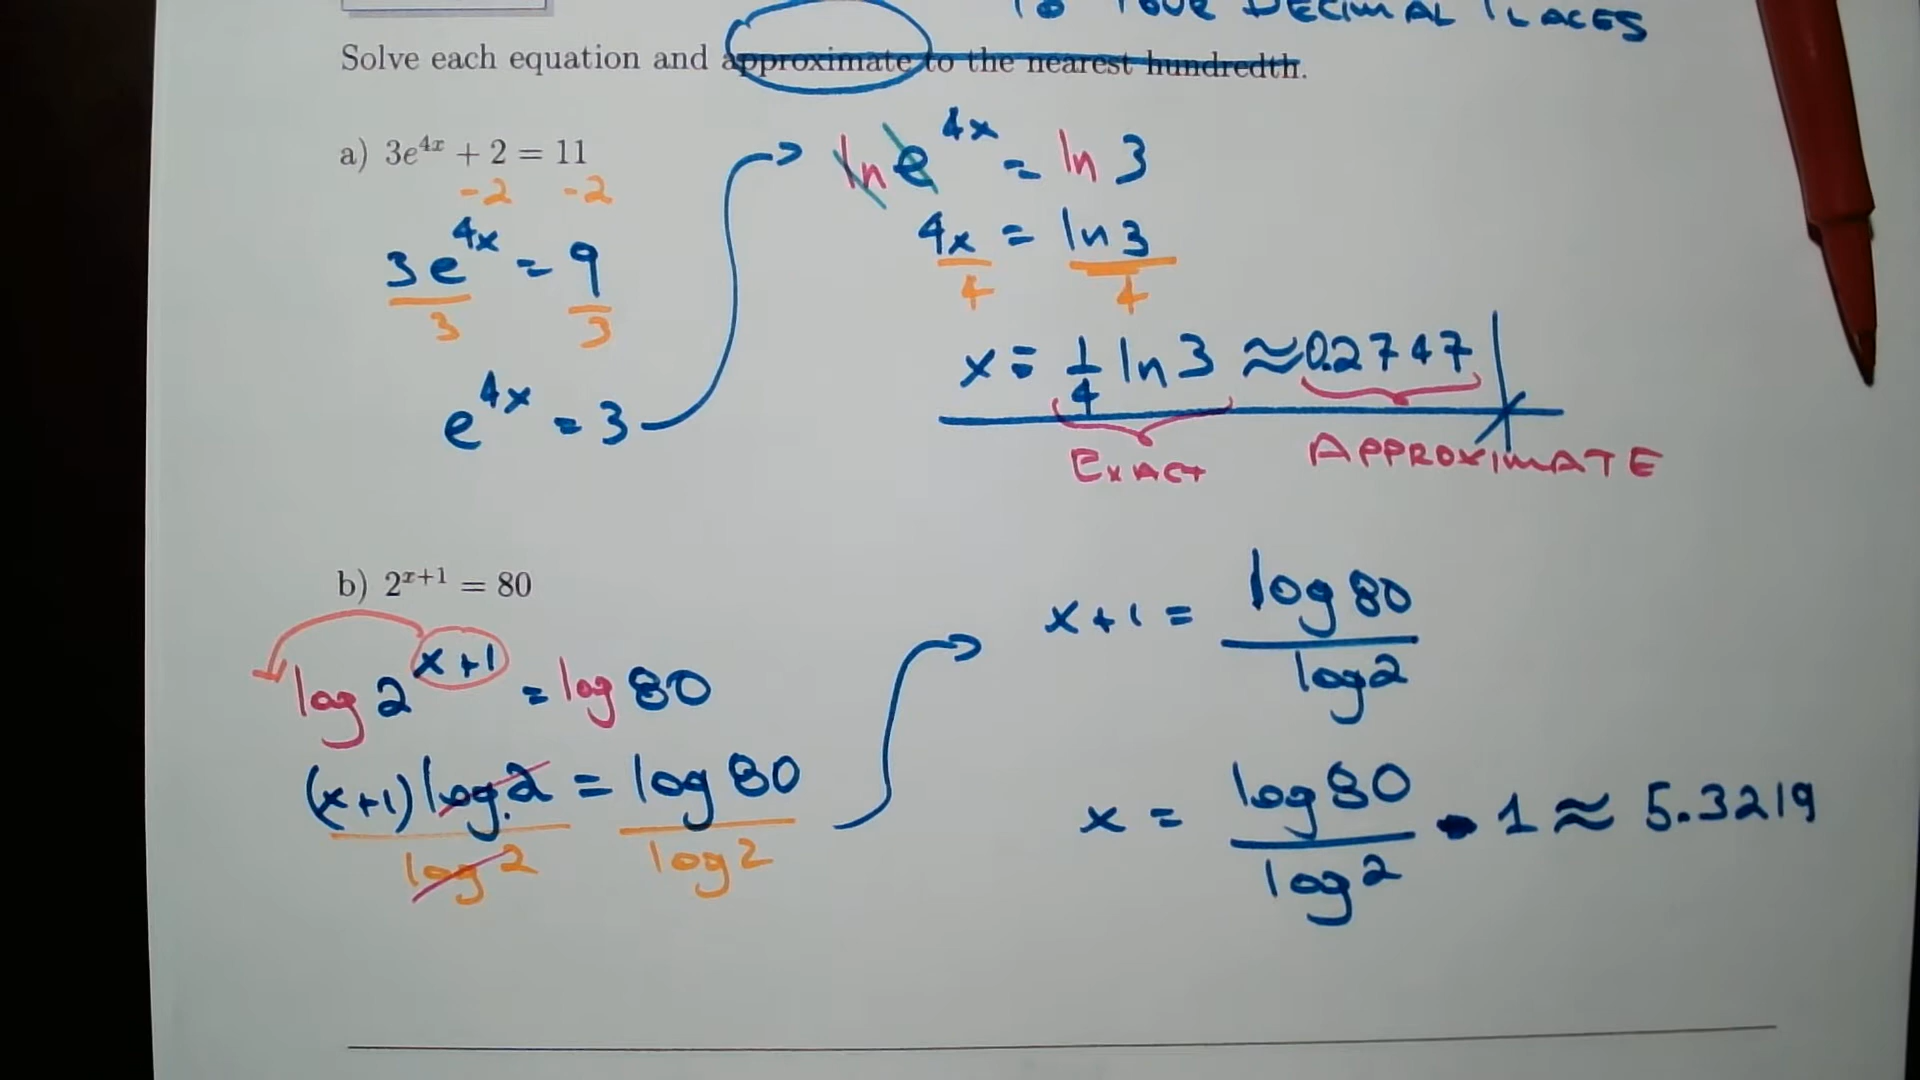 TO FOUR DECIMAL PLACES
Solve each equation and approximate to the nearest hundredth.
a) 3e^{4x} + 2 = 11
-2 -2
3e^{4x} = 9
3 3
e^{4x} = 3
ln e^{4x} = ln 3
4x = ln 3
4 4
x = 1/4 ln 3 ≈ 0.2747
EXACT APPROXIMATE
b) 2^{x+1} = 80
log 2^{x+1} = log 80
(x+1) log 2 = log 80
log 2 log 2
x+1 = log 80 / log 2
x = log 80 / log 2 - 1 ≈ 5.3219